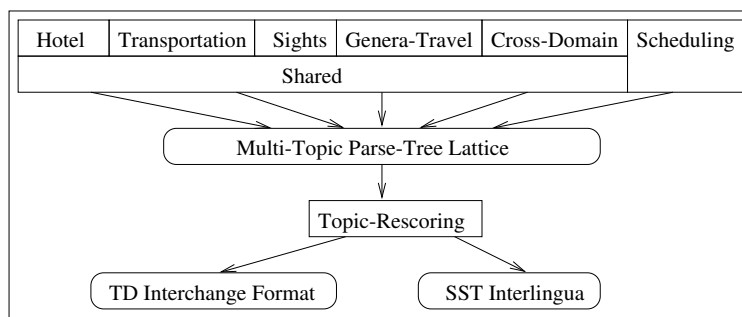 Hotel Transportation Sights Genera-Travel Cross-Domain Scheduling
Shared
Multi-Topic Parse-Tree Lattice
Topic-Rescoring
TD Interchange Format SST Interlingua